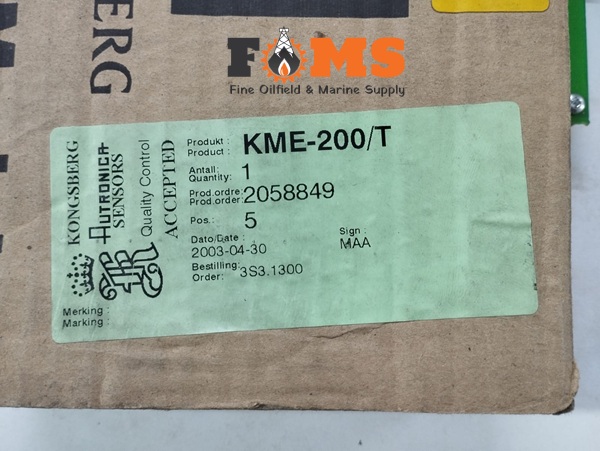 ERG
M
FOMS
Fine Oilfield & Marine Supply
KONGSBERG
AUTRONICA
SENSORS
Quality Control
ACCEPTED
Produkt :
Product : KME-200/T
Antall:
Quantity: 1
Prod.ordre:
Prod.order: 2058849
Pos.: 5
Dato/Date :
2003-04-30
Sign :
MAA
Bestilling:
Order: 3S3.1300
Merking :
Marking :